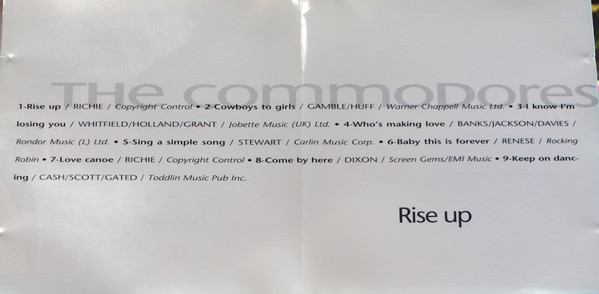 THe commoDores
1-Rise up / RICHIE / Copyright Control • 2-Cowboys to girls / GAMBLE/HUFF / Warner Chappell Music Ltd. • 3-I know I'm
losing you / WHITFIELD/HOLLAND/GRANT / Jobette Music (UK) Ltd. • 4-Who's making love / BANKS/JACKSON/DAVIES /
Rondor Music (L) Ltd. • 5-Sing a simple song / STEWART / Carlin Music Corp. • 6-Baby this is forever / RENESE / Rocking
Robin • 7-Love canoe / RICHIE / Copyright Control • 8-Come by here / DIXON / Screen Gems/EMI Music • 9-Keep on danc-
ing / CASH/SCOTT/GATED / Toddlin Music Pub Inc.
Rise up